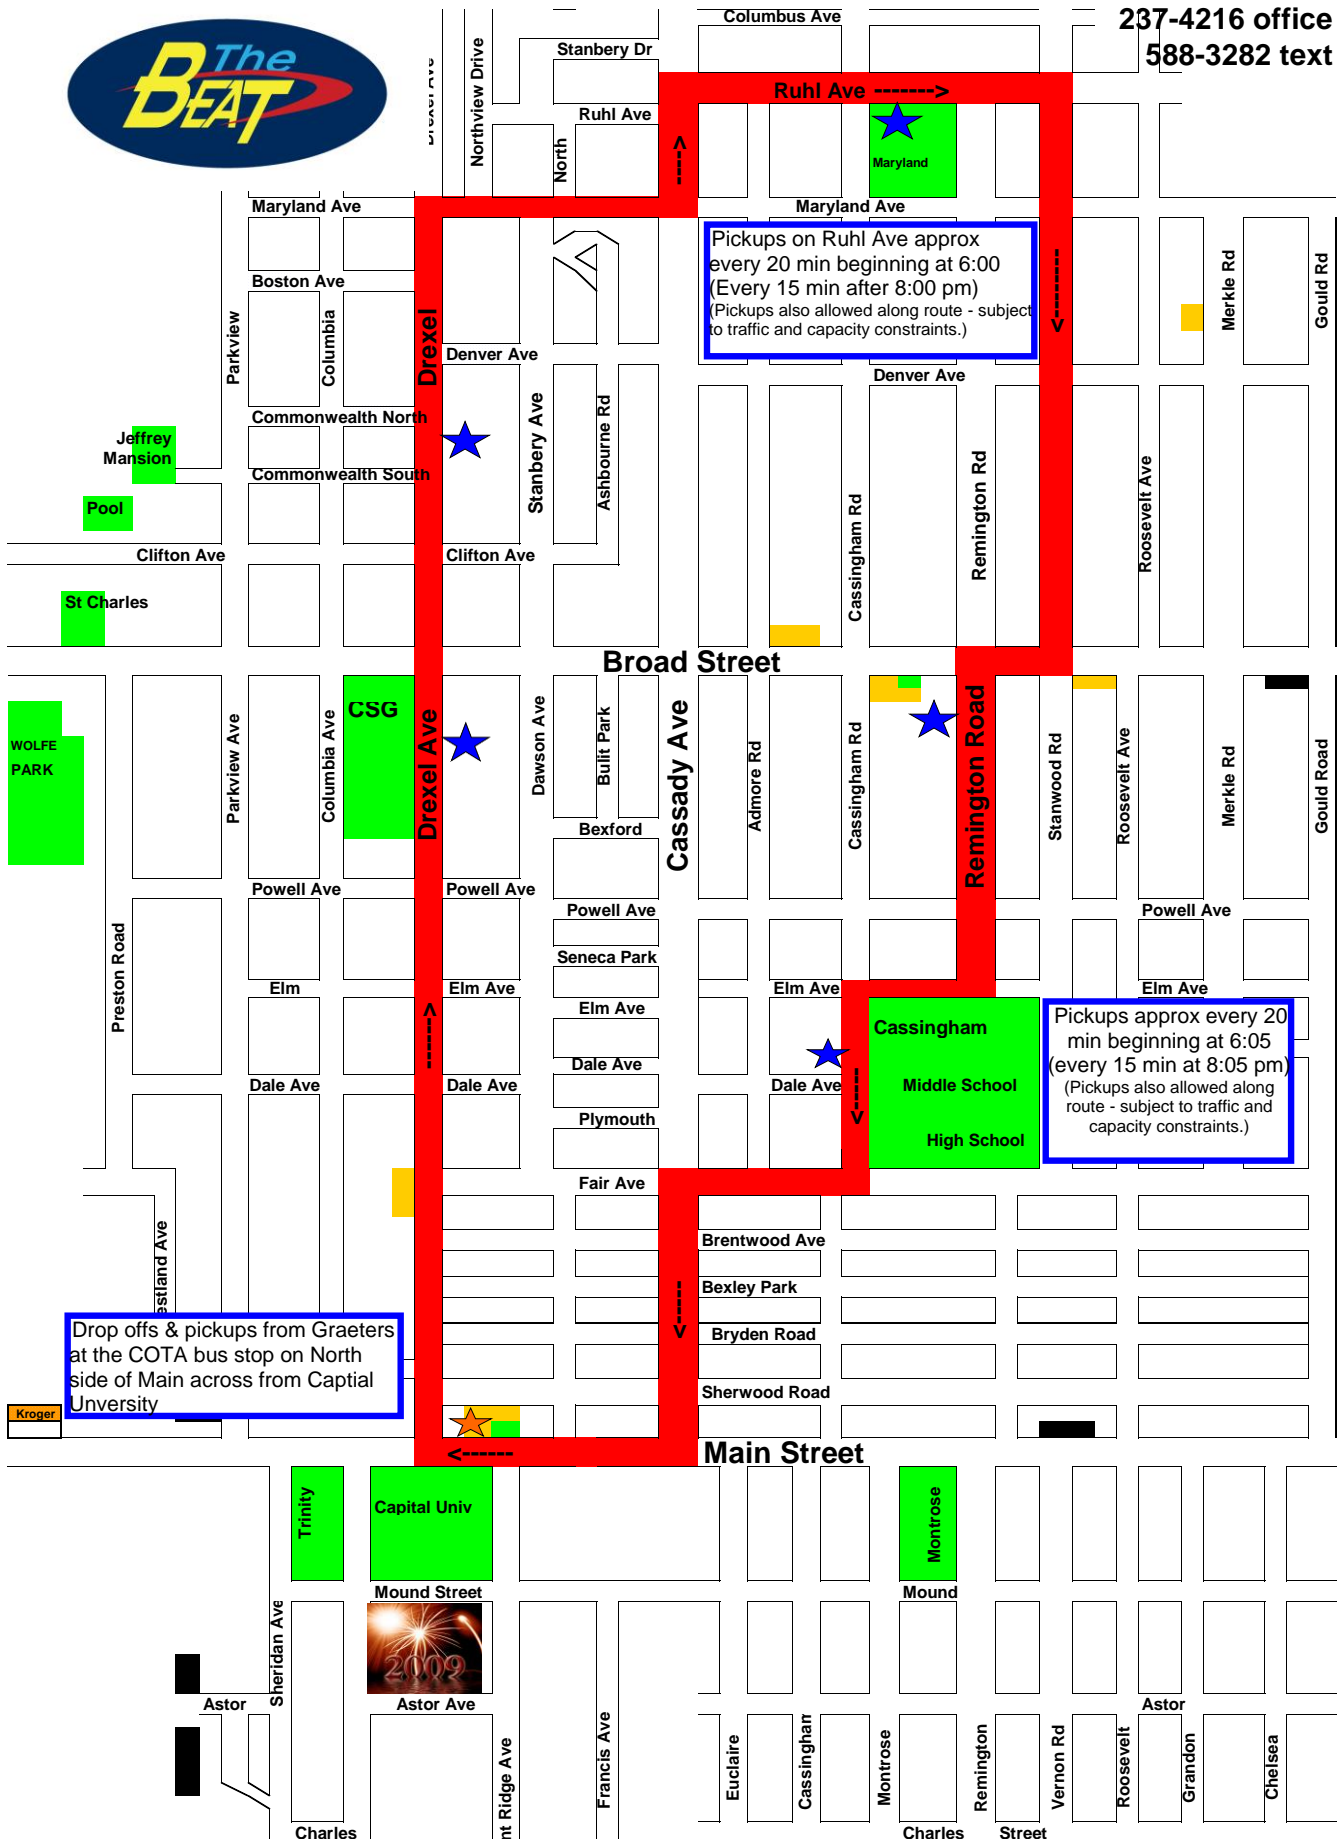 The
BEAT
237-4216 office
588-3282 text
Columbus Ave
Stanbery Dr
Drexel Ave
Northview Drive
Ruhl Ave ------->
Ruhl Ave
North
---->
Maryland
Maryland Ave
Maryland Ave
Pickups on Ruhl Ave approx
every 20 min beginning at 6:00
(Every 15 min after 8:00 pm)
(Pickups also allowed along route - subject
to traffic and capacity constraints.)
<-------
Merkle Rd
Gould Rd
Boston Ave
Parkview
Columbia
Drexel
Denver Ave
Denver Ave
Commonwealth North
Jeffrey
Mansion
Commonwealth South
Stanbery Ave
Ashbourne Rd
Cassingham Rd
Remington Rd
Roosevelt Ave
Pool
Clifton Ave
Clifton Ave
St Charles
Broad Street
CSG
WOLFE
PARK
Parkview Ave
Columbia Ave
Drexel Ave
Dawson Ave
Bulit Park
Cassady Ave
Admore Rd
Cassingham Rd
Remington Road
Stanwood Rd
Roosevelt Ave
Merkle Rd
Gould Road
Bexford
Powell Ave
Powell Ave
Powell Ave
Powell Ave
Preston Road
Seneca Park
Elm
Elm Ave
Elm Ave
Elm Ave
Elm Ave
------>
Cassingham
Middle School
High School
Pickups approx every 20
min beginning at 6:05
(every 15 min at 8:05 pm)
(Pickups also allowed along
route - subject to traffic and
capacity constraints.)
Dale Ave
Dale Ave
Dale Ave
Dale Ave
<-----
Plymouth
Fair Ave
estland Ave
Brentwood Ave
Bexley Park
<-----
Bryden Road
Drop offs & pickups from Graeters
at the COTA bus stop on North
side of Main across from Captial
Unversity
Sherwood Road
Kroger
<------
Main Street
Trinity
Capital Univ
Montrose
Mound Street
Mound
2009
Sheridan Ave
Astor
Astor Ave
Astor
nt Ridge Ave
Francis Ave
Euclaire
Cassingham
Montrose
Remington
Vernon Rd
Roosevelt
Grandon
Chelsea
Charles
Charles
Street